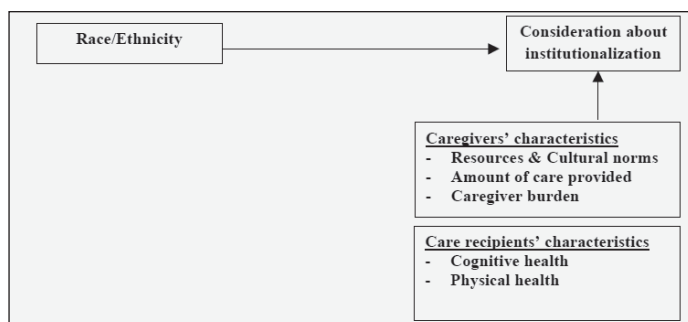 Race/Ethnicity
Consideration about
institutionalization
Caregivers' characteristics
- Resources & Cultural norms
- Amount of care provided
- Caregiver burden
Care recipients' characteristics
- Cognitive health
- Physical health